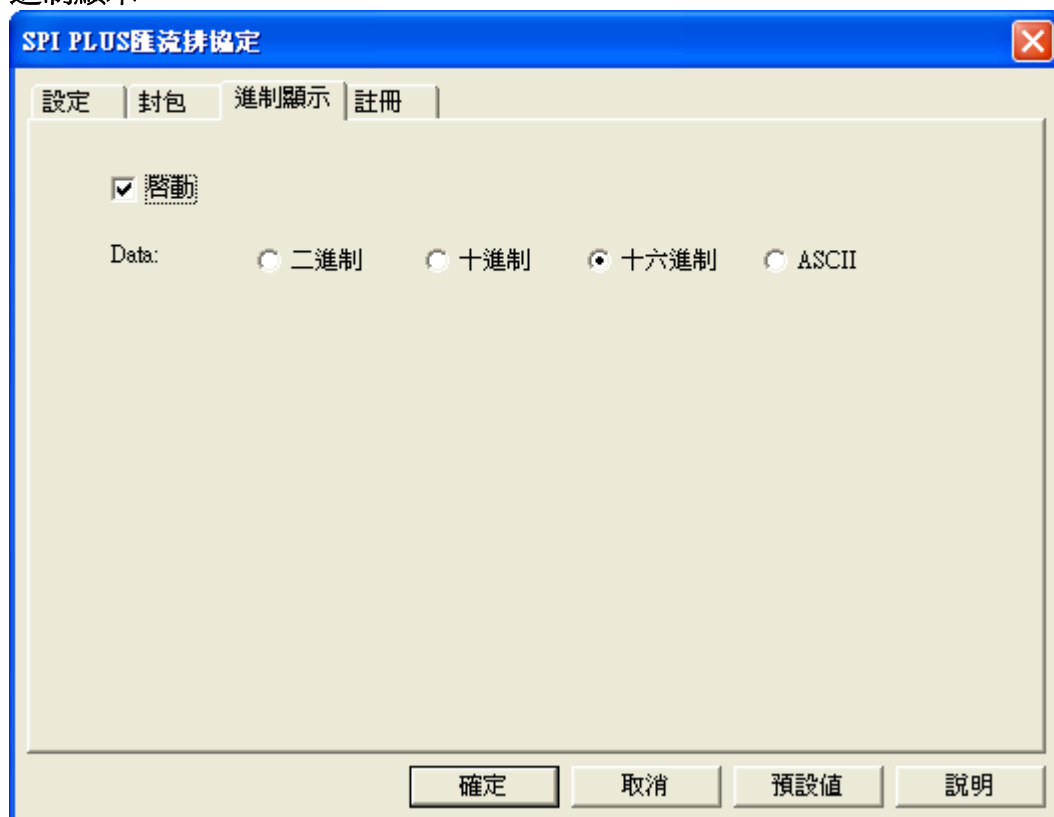 SPI PLUS匯流排協定
設定 封包 進制顯示 註冊
啓動
Data: 二進制 十進制 十六進制 ASCII
確定 取消 預設值 説明